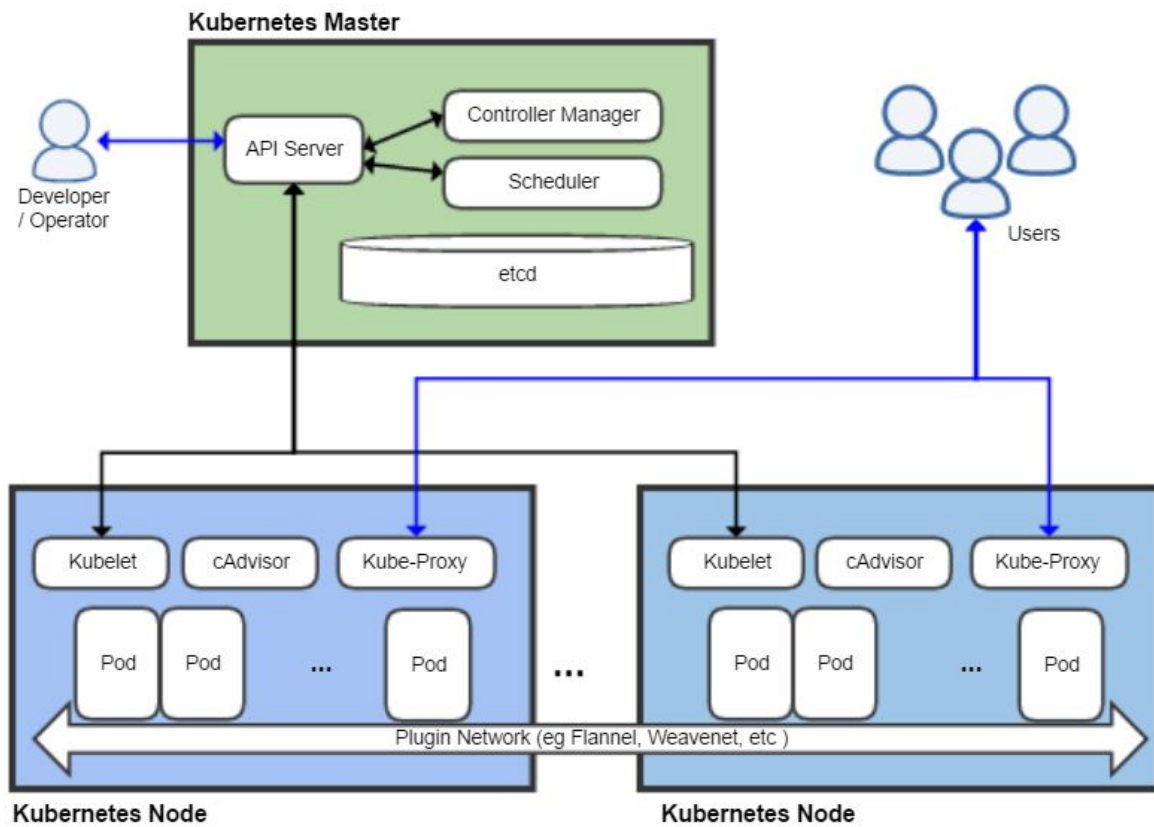 Kubernetes Master
Controller Manager
API Server
Scheduler
Developer
/ Operator
etcd
Users
Kubelet
cAdvisor
Kube-Proxy
Kubelet
cAdvisor
Kube-Proxy
Pod
Pod
...
Pod
...
Pod
Pod
...
Pod
Plugin Network (eg Flannel, Weavenet, etc )
Kubernetes Node
Kubernetes Node